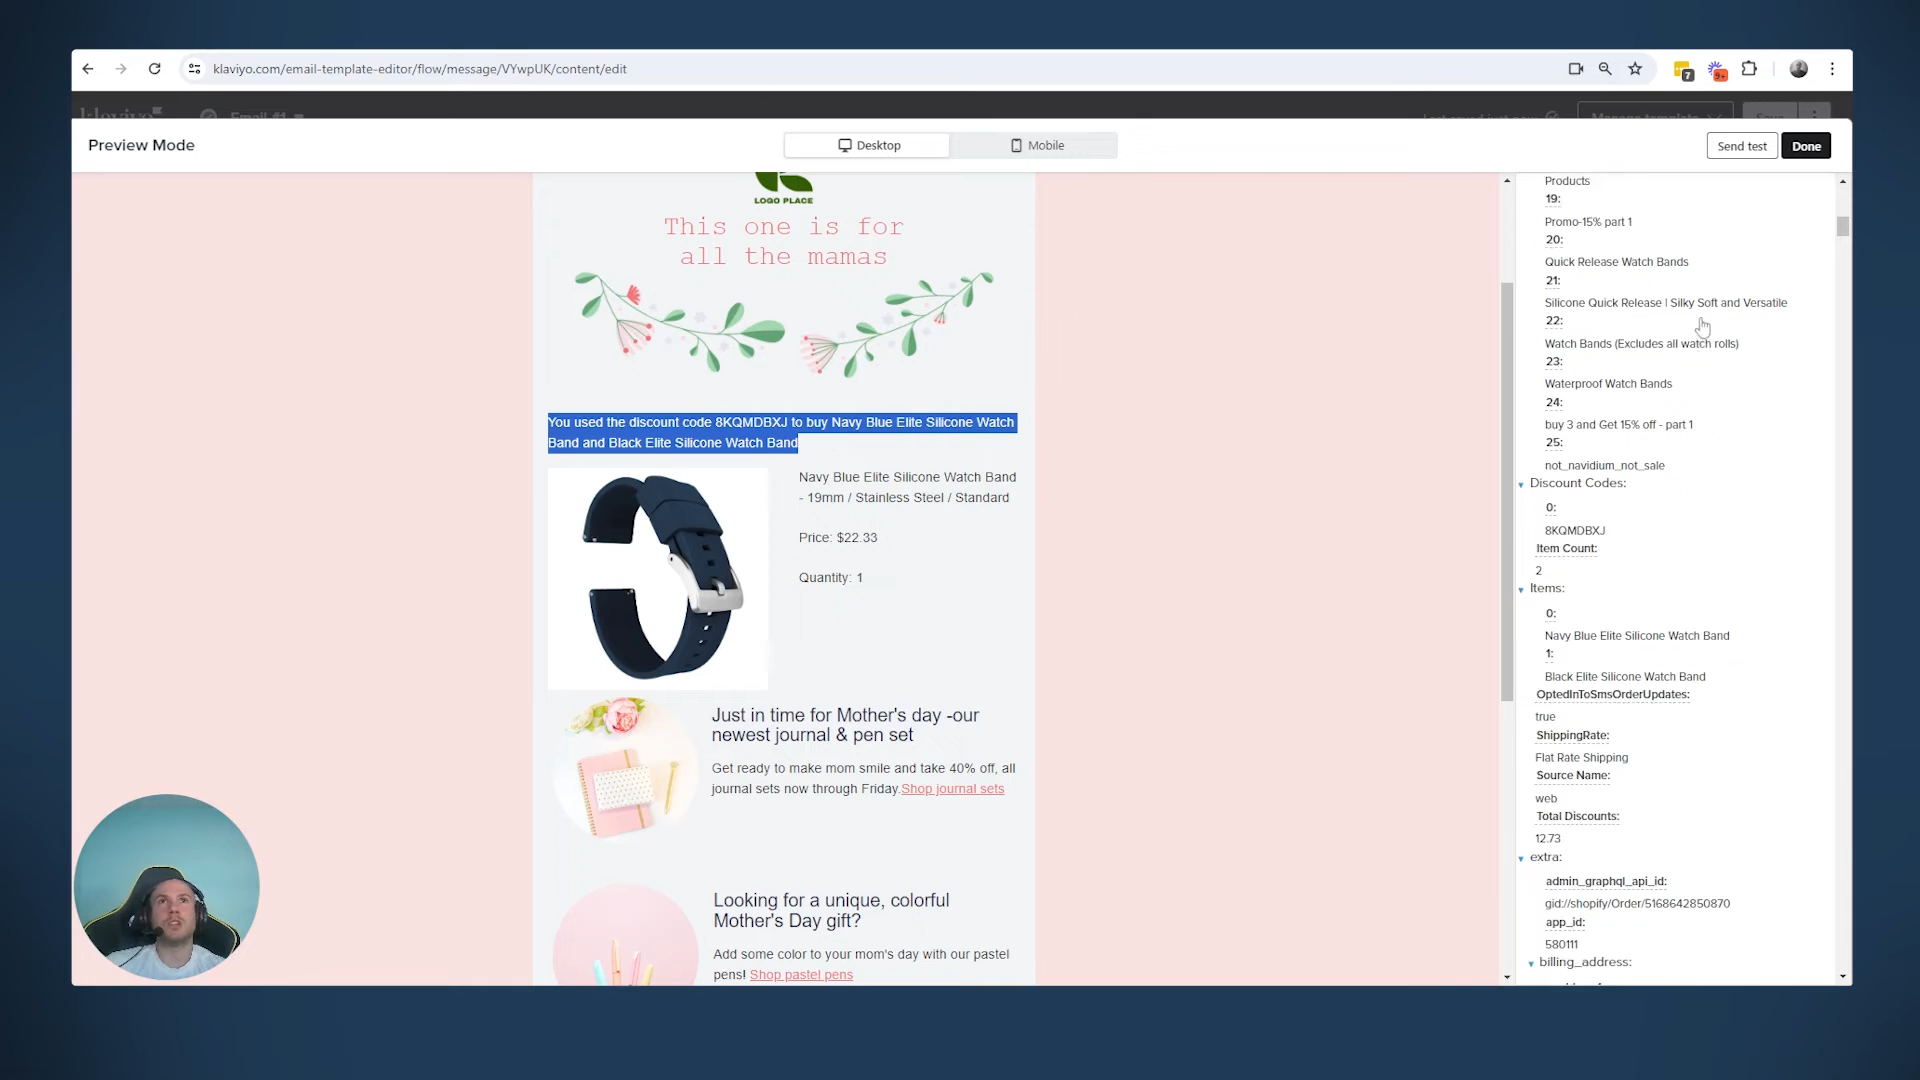 klaviyo.com/email-template-editor/flow/message/VYwpUK/content/edit
7
9+
klaviyo
Email #1
Manage template
Save
Preview Mode
Desktop
Mobile
Send test
Done
LOGO PLACE
This one is for
all the mamas
You used the discount code 8KQMDBXJ to buy Navy Blue Elite Silicone Watch
Band and Black Elite Silicone Watch Band
Navy Blue Elite Silicone Watch Band
- 19mm / Stainless Steel / Standard
Price: $22.33
Quantity: 1
Just in time for Mother's day -our
newest journal & pen set
Get ready to make mom smile and take 40% off, all
journal sets now through Friday.Shop journal sets
Looking for a unique, colorful
Mother's Day gift?
Add some color to your mom's day with our pastel
pens! Shop pastel pens
Products
19:
Promo-15% part 1
20:
Quick Release Watch Bands
21:
Silicone Quick Release | Silky Soft and Versatile
22:
Watch Bands (Excludes all watch rolls)
23:
Waterproof Watch Bands
24:
buy 3 and Get 15% off - part 1
25:
not_navidium_not_sale
Discount Codes:
0:
8KQMDBXJ
Item Count:
2
Items:
0:
Navy Blue Elite Silicone Watch Band
1:
Black Elite Silicone Watch Band
OptedInToSmsOrderUpdates:
true
ShippingRate:
Flat Rate Shipping
Source Name:
web
Total Discounts:
12.73
extra:
admin_graphql_api_id:
gid://shopify/Order/5168642850870
app_id:
580111
billing_address: